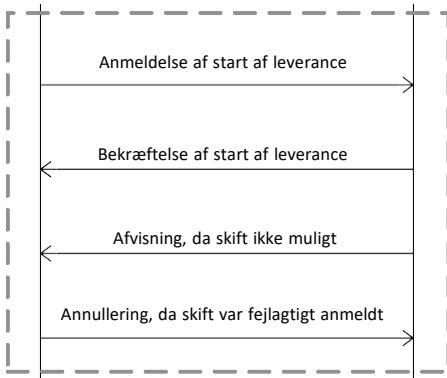 Anmeldelse af start af leverance
Bekræftelse af start af leverance
Afvisning, da skift ikke muligt
Annullering, da skift var fejlagtigt anmeldt